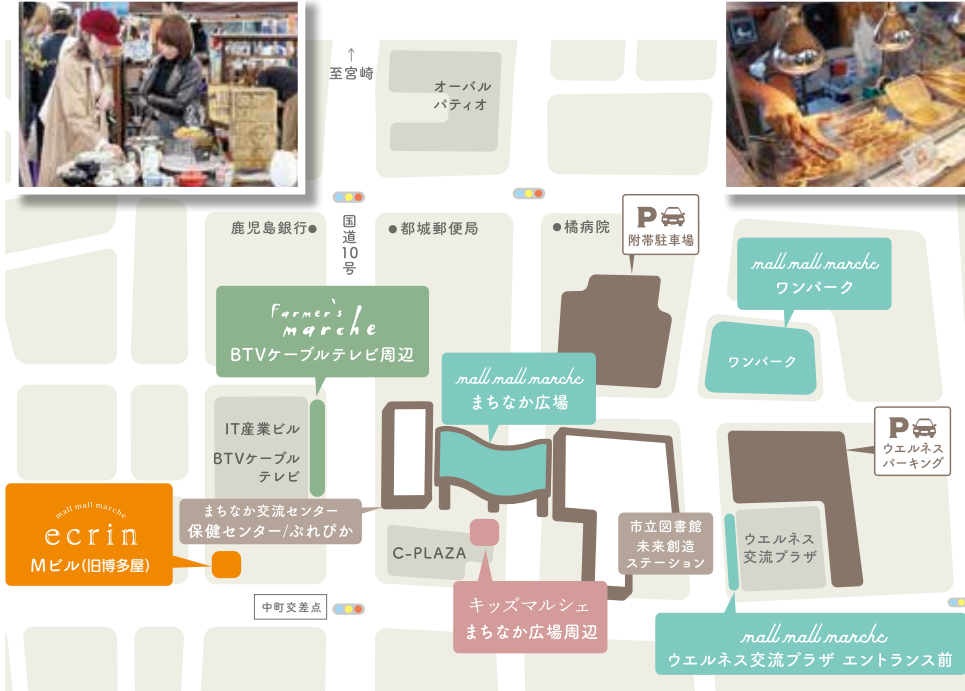 ↑
至宮崎
オーバル
パティオ
鹿児島銀行●
国道10号
●都城郵便局
●橘病院
P
附帯駐車場
mall mall marche
ワンパーク
ワンパーク
Farmer's
marche
BTVケーブルテレビ周辺
mall mall marche
まちなか広場
IT産業ビル
BTVケーブル
テレビ
P
ウエルネス
パーキング
mall mall marche
ecrin
Mビル(旧博多屋)
まちなか交流センター
保健センター/ぷれぴか
C-PLAZA
市立図書館
未来創造
ステーション
ウエルネス
交流プラザ
中町交差点
キッズマルシェ
まちなか広場周辺
mall mall marche
ウエルネス交流プラザ エントランス前